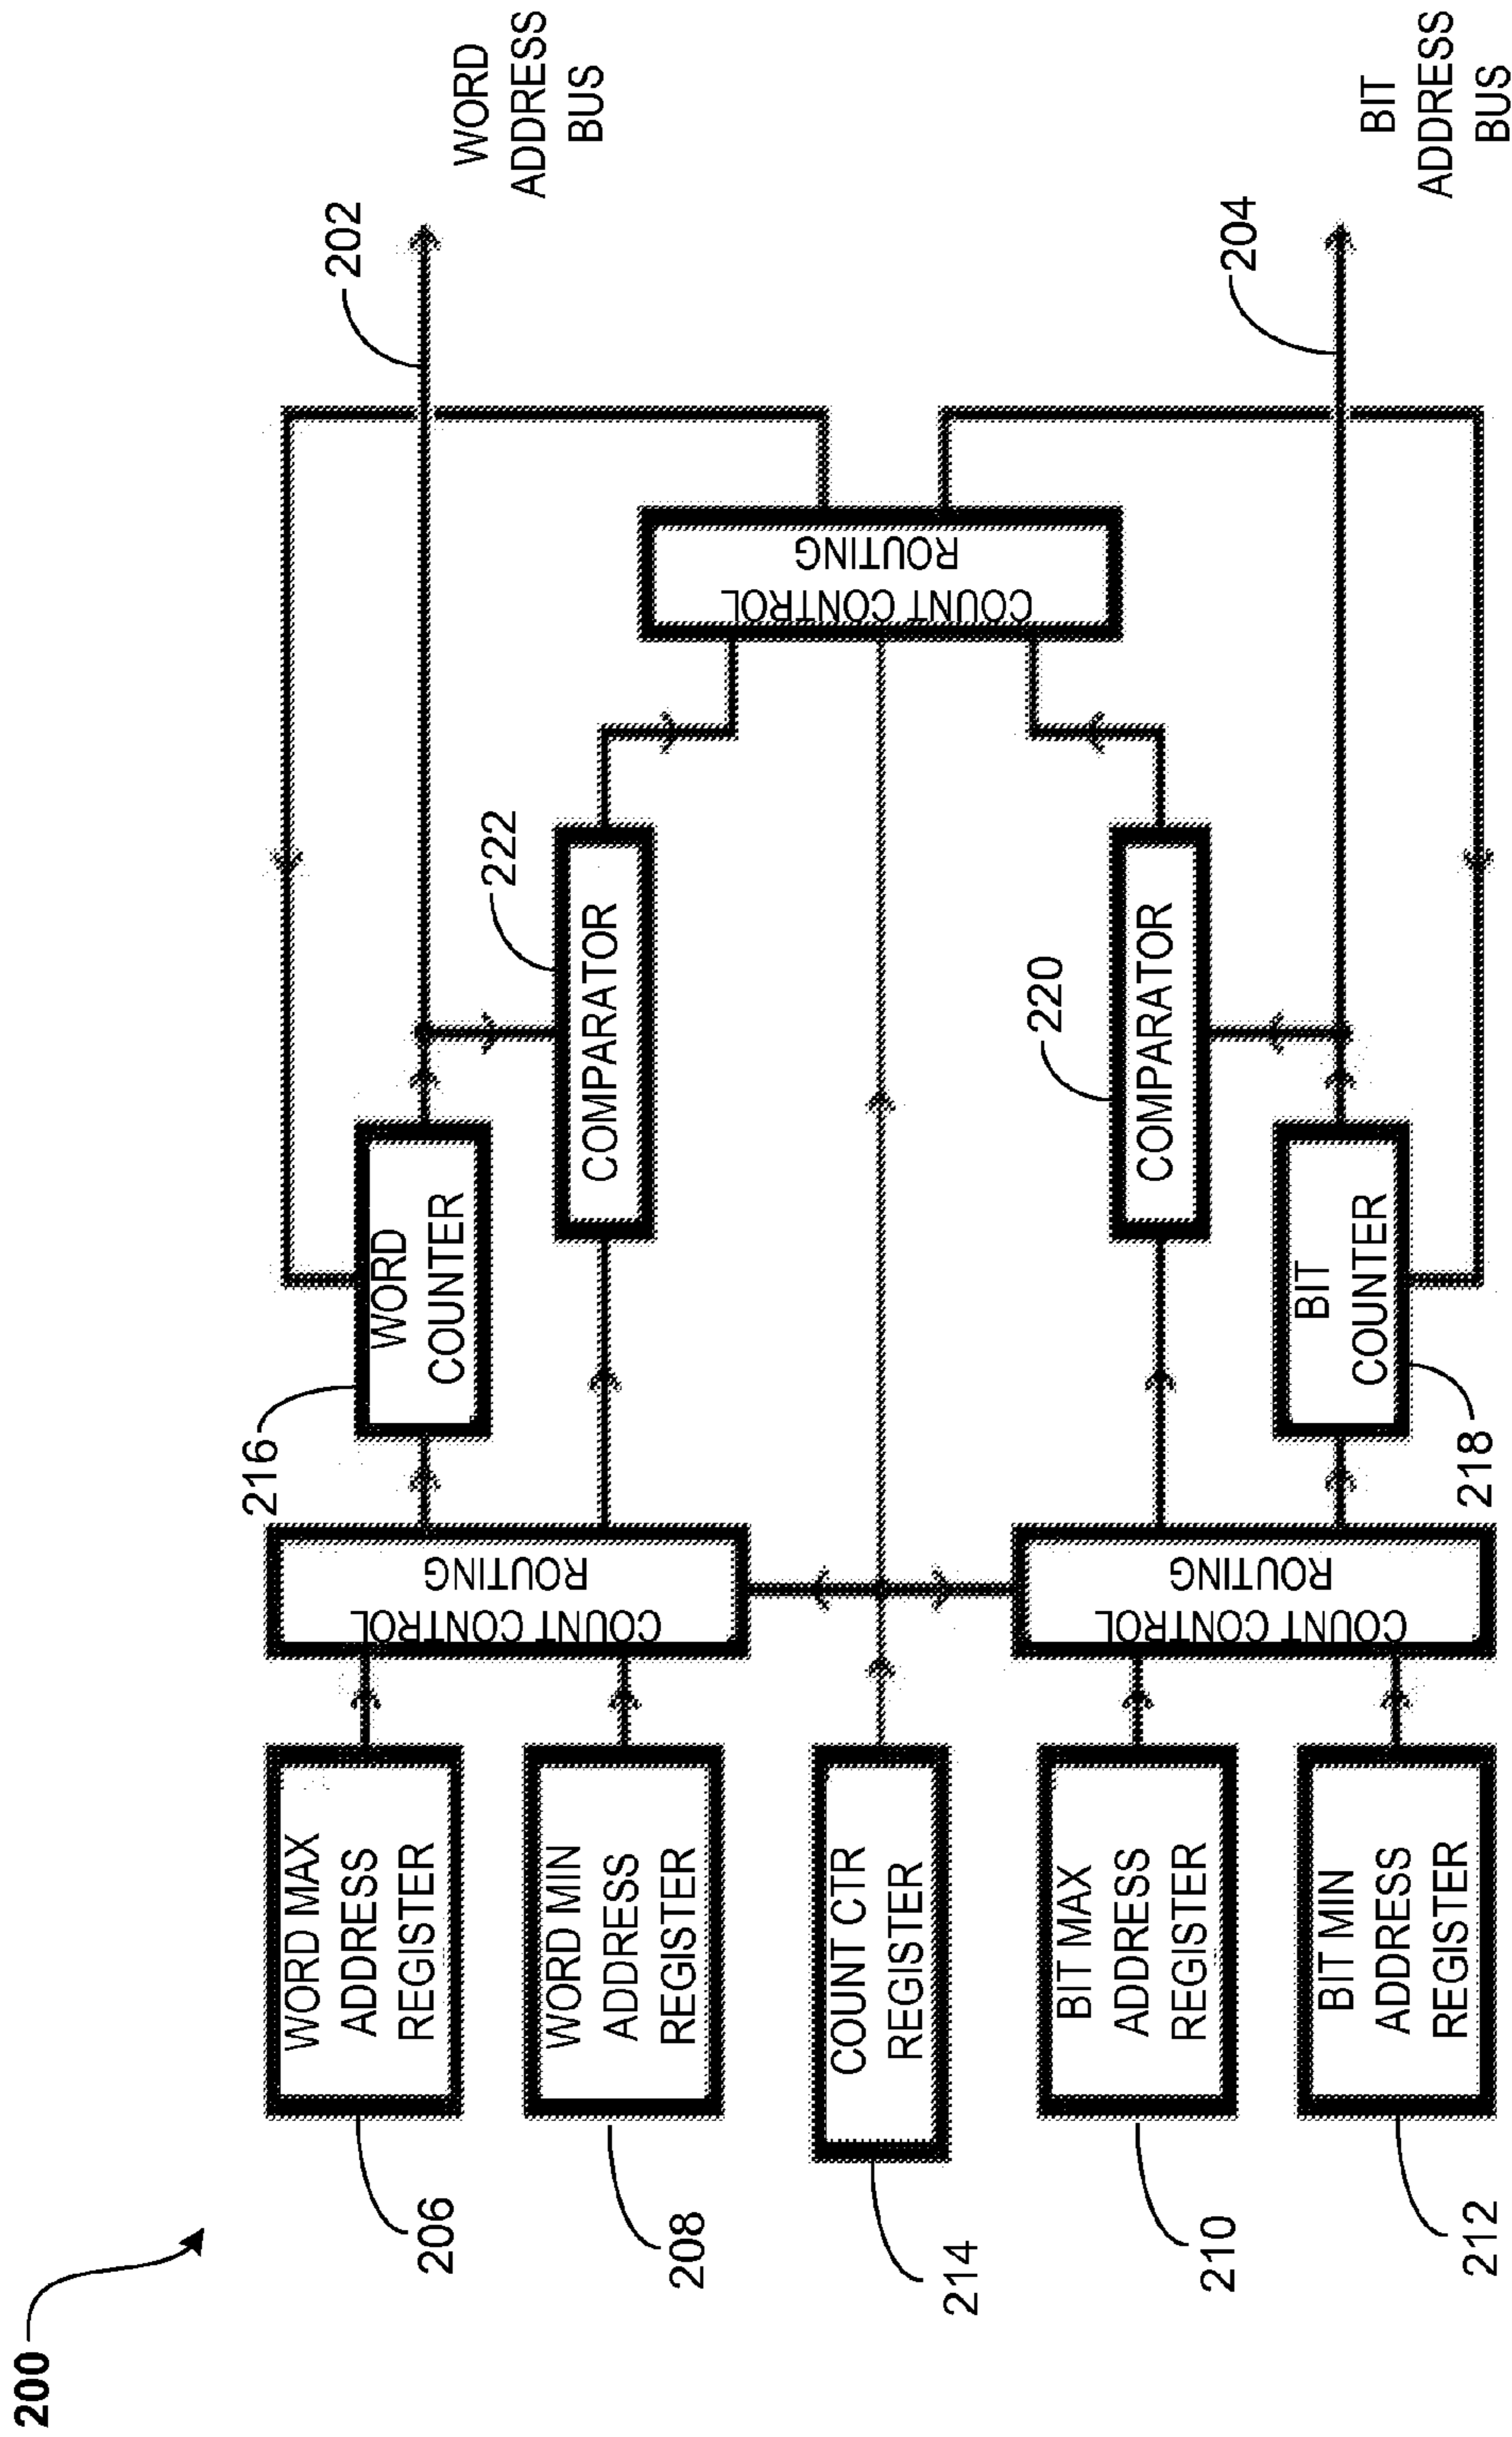 200
202
WORD
ADDRESS
BUS
216
WORD
COUNTER
222
COMPARATOR
COUNT CONTROL
ROUTING
206
WORD MAX
ADDRESS
REGISTER
208
WORD MIN
ADDRESS
REGISTER
COUNT CONTROL
ROUTING
214
COUNT CTR
REGISTER
210
BIT MAX
ADDRESS
REGISTER
212
BIT MIN
ADDRESS
REGISTER
COUNT CONTROL
ROUTING
220
COMPARATOR
218
BIT
COUNTER
204
BIT
ADDRESS
BUS